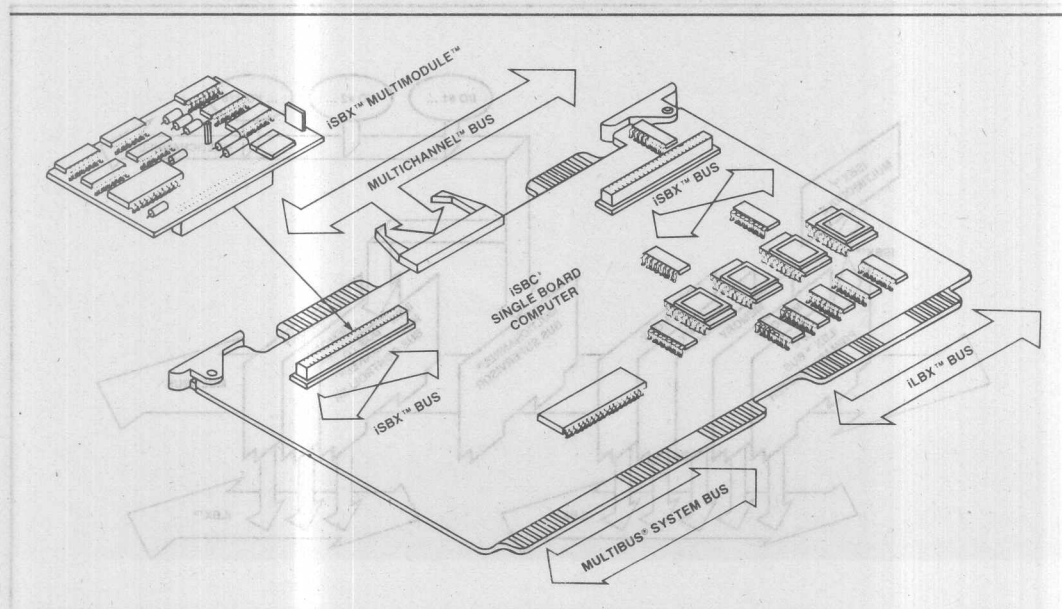 iSBX™ MULTIMODULE™
MULTICHANNEL™ BUS
iSBX™ BUS
iSBC®
SINGLE BOARD
COMPUTER
iSBX™ BUS
iLBX™ BUS
MULTIBUS® SYSTEM BUS